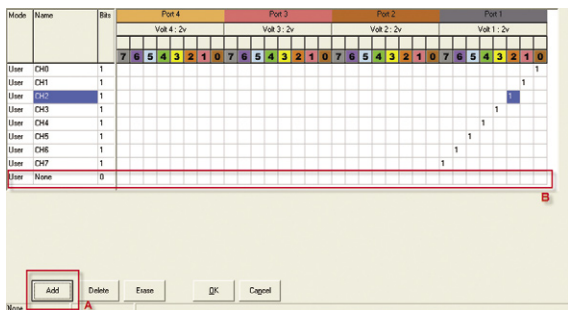 Mode Name Bits Port 4 Port 3 Port 2 Port 1
Volt 4 : 2v Volt 3 : 2v Volt 2 : 2v Volt 1 : 2v
7 6 5 4 3 2 1 0 7 6 5 4 3 2 1 0 7 6 5 4 3 2 1 0 7 6 5 4 3 2 1 0
User CH0 1 1
User CH1 1 1
User CH2 1 1
User CH3 1 1
User CH4 1 1
User CH5 1 1
User CH6 1 1
User CH7 1 1
User None 0
B
Add Delete Erase OK Cancel
A
None